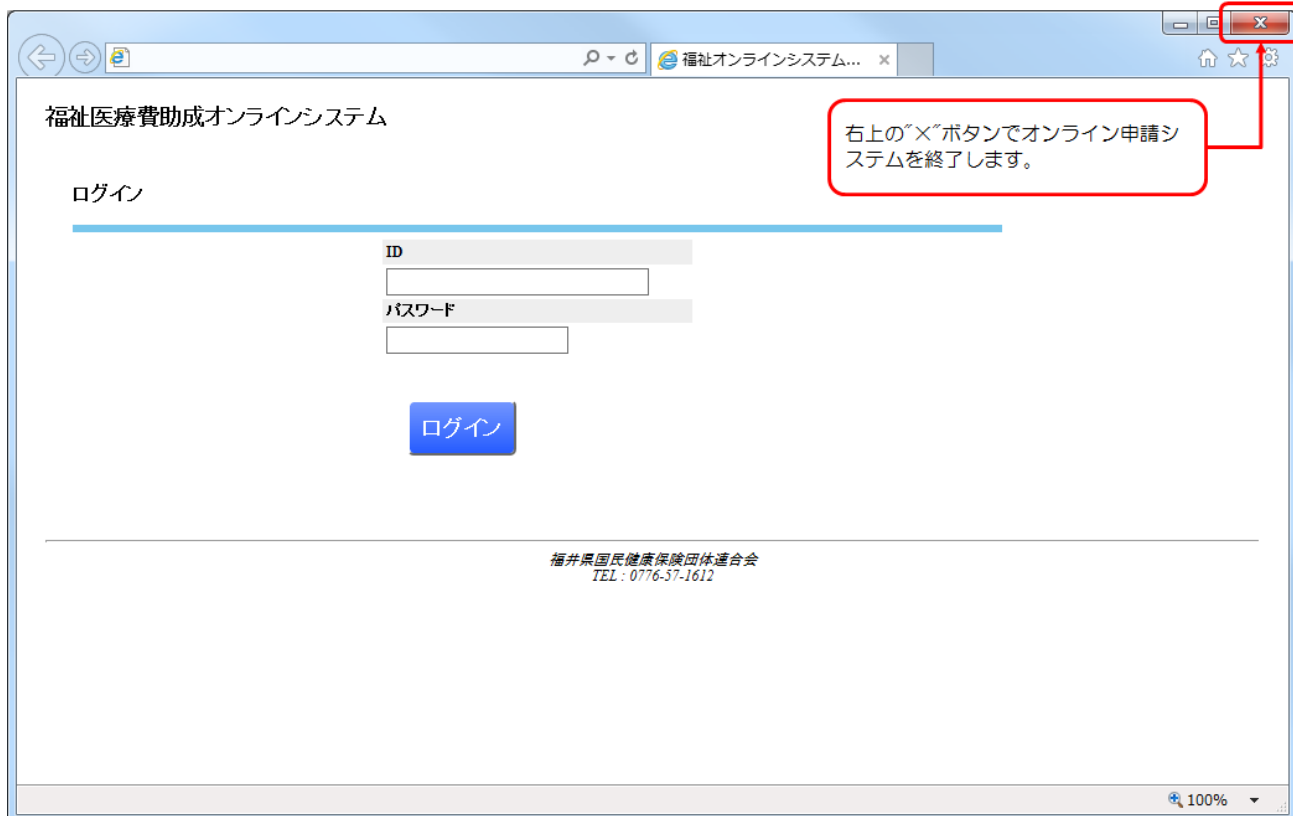 福祉オンラインシステム...
福祉医療費助成オンラインシステム
右上の″×″ボタンでオンライン申請シ
ステムを終了します。
ログイン
ID
パスワード
ログイン
福井県国民健康保険団体連合会
TEL : 0776-57-1612
100%